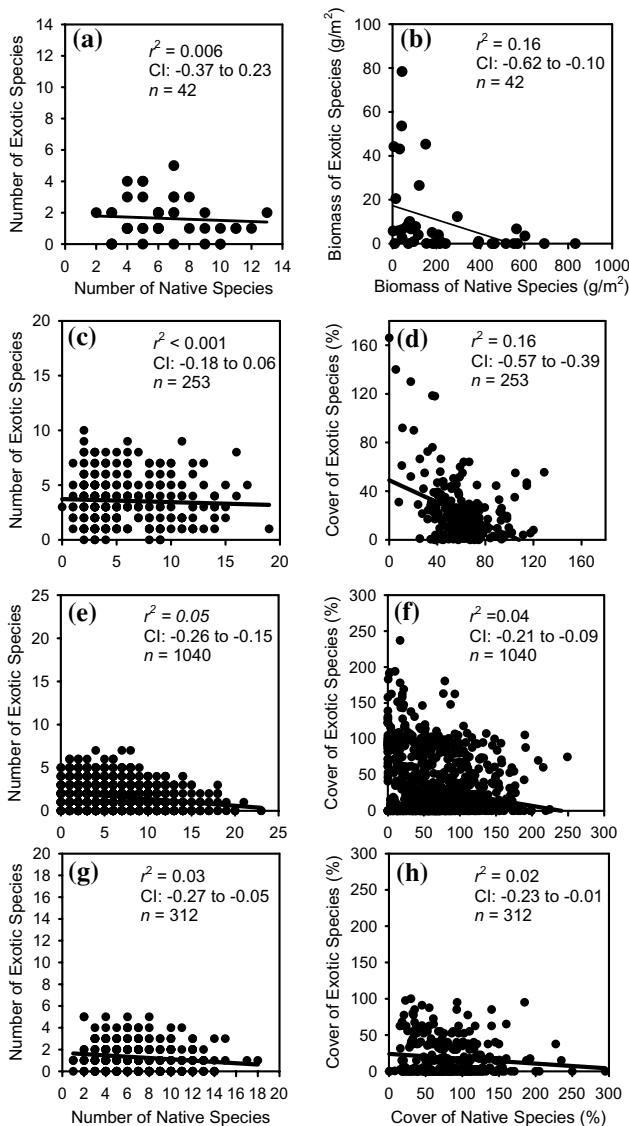 (a)
r² = 0.006
CI: -0.37 to 0.23
n = 42
Number of Exotic Species
14
12
10
8
6
4
2
0
0 2 4 6 8 10 12 14
Number of Native Species
(b)
r² = 0.16
CI: -0.62 to -0.10
n = 42
Biomass of Exotic Species (g/m²)
100
80
60
40
20
0
0 200 400 600 800 1000
Biomass of Native Species (g/m²)
(c)
r² < 0.001
CI: -0.18 to 0.06
n = 253
Number of Exotic Species
20
15
10
5
0
0 5 10 15 20
(d)
r² = 0.16
CI: -0.57 to -0.39
n = 253
Cover of Exotic Species (%)
160
120
80
40
0
0 40 80 120 160
(e)
r² = 0.05
CI: -0.26 to -0.15
n = 1040
Number of Exotic Species
25
20
15
10
5
0
0 5 10 15 20 25
(f)
r² =0.04
CI: -0.21 to -0.09
n = 1040
Cover of Exotic Species (%)
300
250
200
150
100
50
0
0 50 100 150 200 250 300
(g)
r² = 0.03
CI: -0.27 to -0.05
n = 312
Number of Exotic Species
20
18
16
14
12
10
8
6
4
2
0
0 2 4 6 8 10 12 14 16 18 20
Number of Native Species
(h)
r² = 0.02
CI: -0.23 to -0.01
n = 312
Cover of Exotic Species (%)
300
250
200
150
100
50
0
0 50 100 150 200 250 300
Cover of Native Species (%)